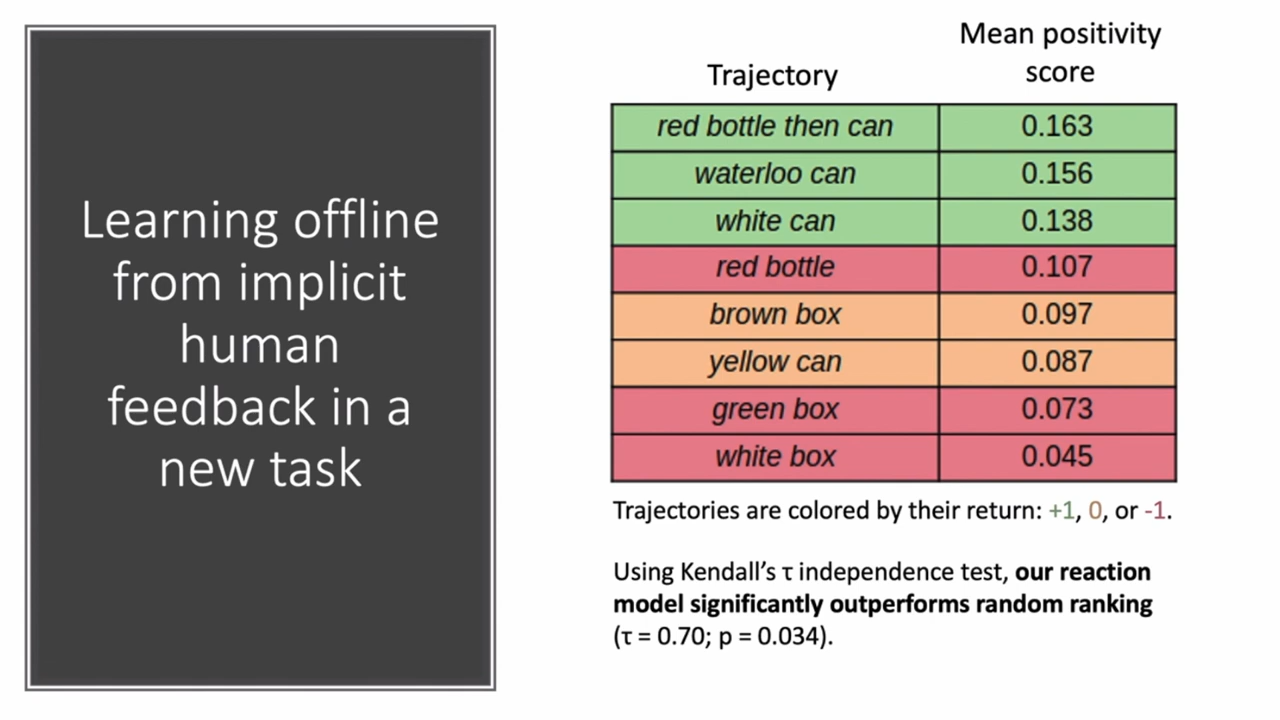 Learning offline
from implicit
human
feedback in a
new task
Trajectory
Mean positivity
score
red bottle then can 0.163
waterloo can 0.156
white can 0.138
red bottle 0.107
brown box 0.097
yellow can 0.087
green box 0.073
white box 0.045
Trajectories are colored by their return: +1, 0, or -1.
Using Kendall’s τ independence test, our reaction
model significantly outperforms random ranking
(τ = 0.70; p = 0.034).